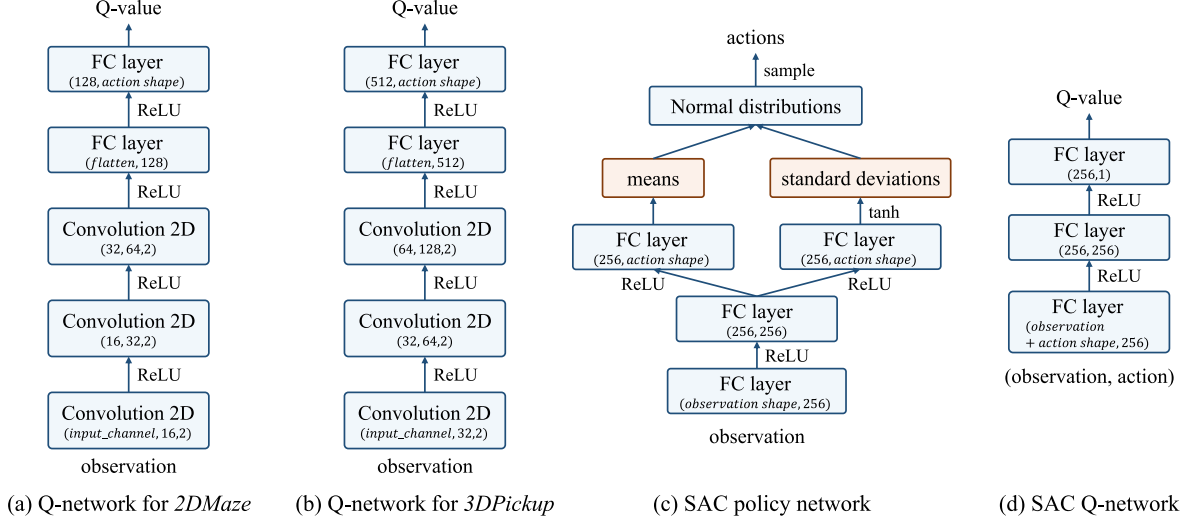 Q-value
FC layer
(128, action shape)
ReLU
FC layer
(flatten, 128)
ReLU
Convolution 2D
(32, 64,2)
ReLU
Convolution 2D
(16, 32,2)
ReLU
Convolution 2D
(input_channel, 16,2)
observation
(a) Q-network for 2DMaze
Q-value
FC layer
(512, action shape)
ReLU
FC layer
(flatten, 512)
ReLU
Convolution 2D
(64, 128,2)
ReLU
Convolution 2D
(32, 64,2)
ReLU
Convolution 2D
(input_channel, 32,2)
observation
(b) Q-network for 3DPickup
actions
sample
Normal distributions
means
standard deviations
tanh
FC layer
(256, action shape)
FC layer
(256, action shape)
ReLU
ReLU
FC layer
(256, 256)
ReLU
FC layer
(observation shape, 256)
observation
(c) SAC policy network
Q-value
FC layer
(256,1)
ReLU
FC layer
(256, 256)
ReLU
FC layer
(observation
+ action shape, 256)
(observation, action)
(d) SAC Q-network